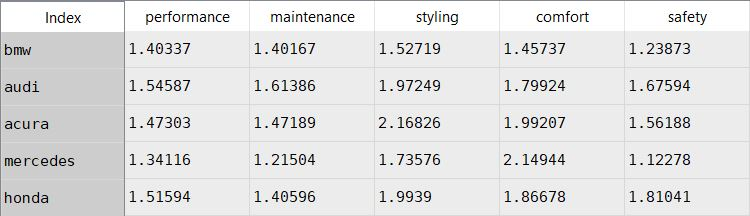 Index performance maintenance styling comfort safety
bmw 1.40337 1.40167 1.52719 1.45737 1.23873
audi 1.54587 1.61386 1.97249 1.79924 1.67594
acura 1.47303 1.47189 2.16826 1.99207 1.56188
mercedes 1.34116 1.21504 1.73576 2.14944 1.12278
honda 1.51594 1.40596 1.9939 1.86678 1.81041